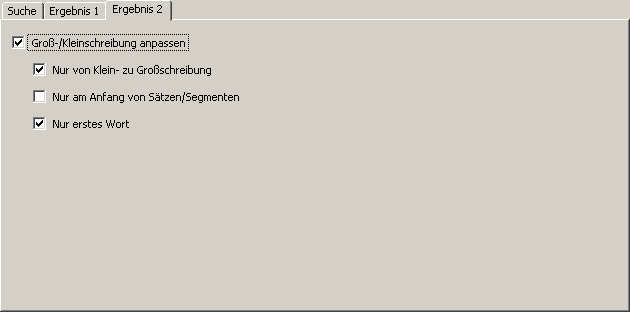 Suche Ergebnis 1 Ergebnis 2
Groß-/Kleinschreibung anpassen
Nur von Klein- zu Großschreibung
Nur am Anfang von Sätzen/Segmenten
Nur erstes Wort